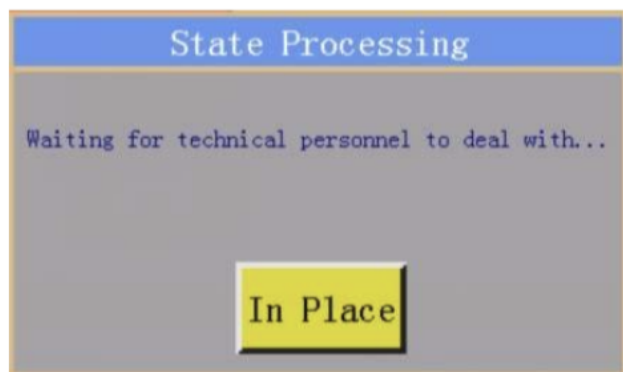 State Processing
Waiting for technical personnel to deal with...
In Place